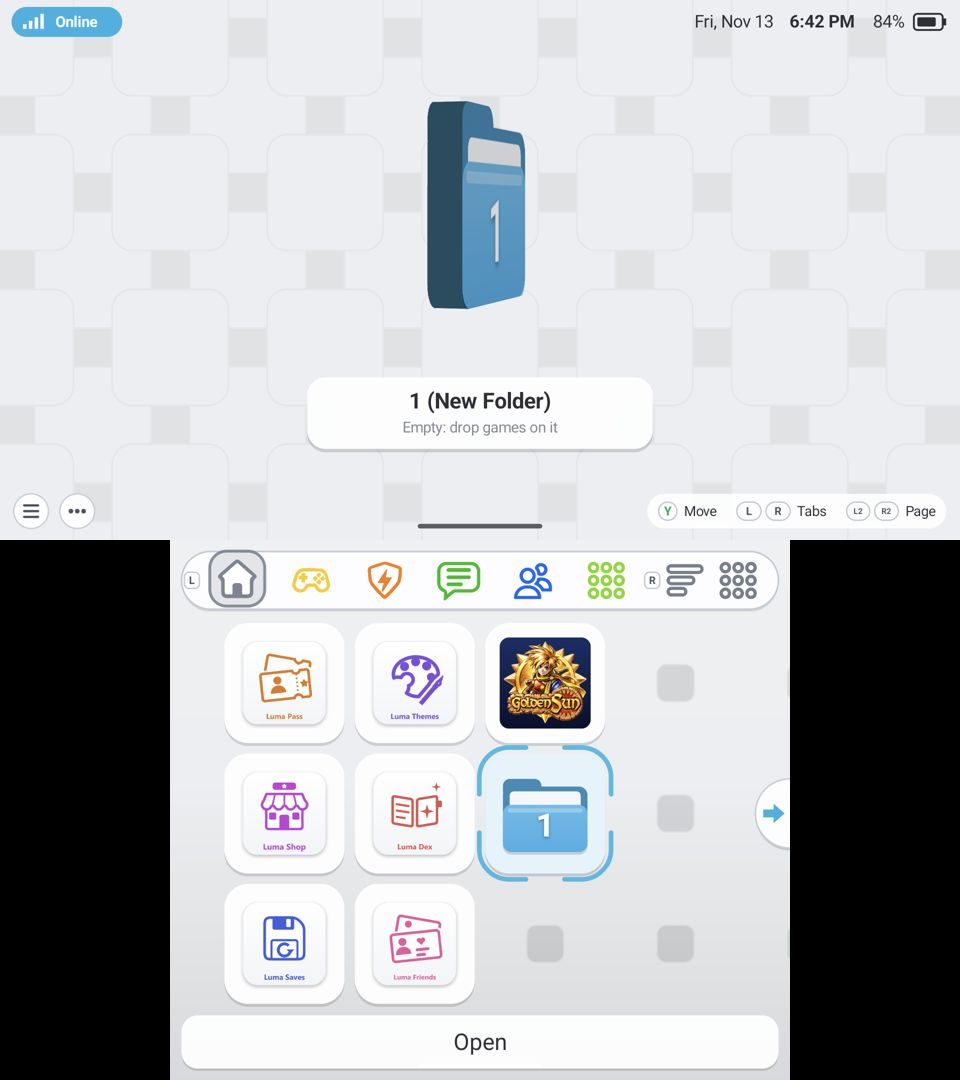 Online
Fri, Nov 13 6:42 PM 84%
1
1 (New Folder)
Empty: drop games on it
Y Move L R Tabs L2 R2 Page
L
R
Luma Pass
Luma Themes
GOLDEN SUN
Luma Shop
Luma Dex
1
Luma Saves
Luma Friends
Open